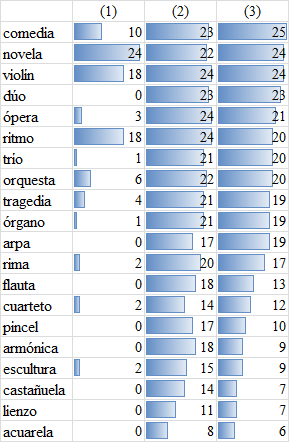 (1) (2) (3)
comedia 10 23 25
novela 24 22 24
violín 18 24 24
dúo 0 23 23
ópera 3 24 21
ritmo 18 24 20
trío 1 21 20
orquesta 6 22 20
tragedia 4 21 19
órgano 1 21 19
arpa 0 17 19
rima 2 20 17
flauta 0 18 13
cuarteto 2 14 12
pincel 0 17 10
armónica 0 18 9
escultura 2 15 9
castañuela 0 14 7
lienzo 0 11 7
acuarela 0 8 6